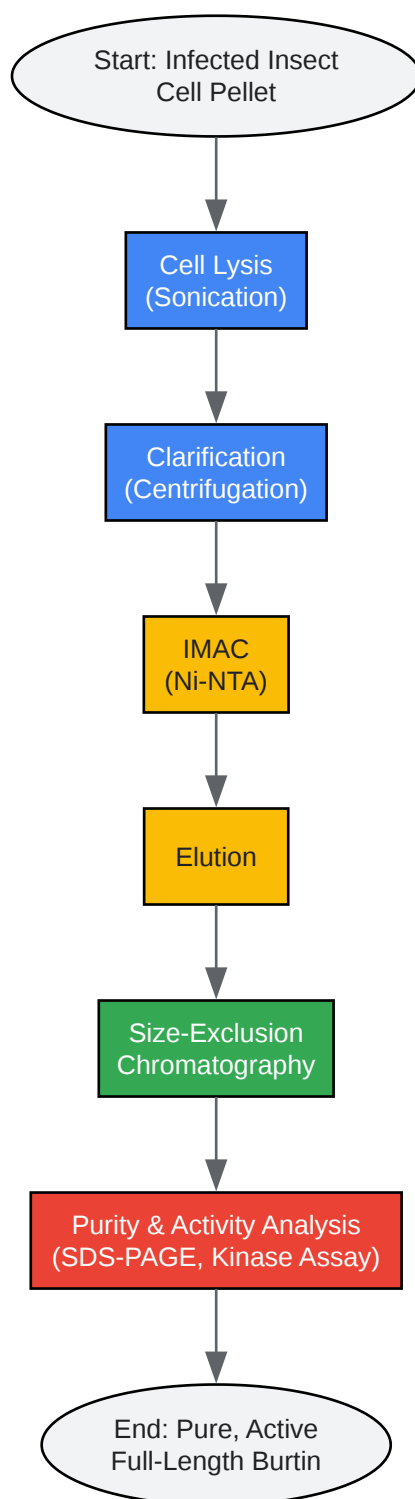 Start: Infected Insect
Cell Pellet
Cell Lysis
(Sonication)
Clarification
(Centrifugation)
IMAC
(Ni-NTA)
Elution
Size-Exclusion
Chromatography
Purity & Activity Analysis
(SDS-PAGE, Kinase Assay)
End: Pure, Active
Full-Length Burtin